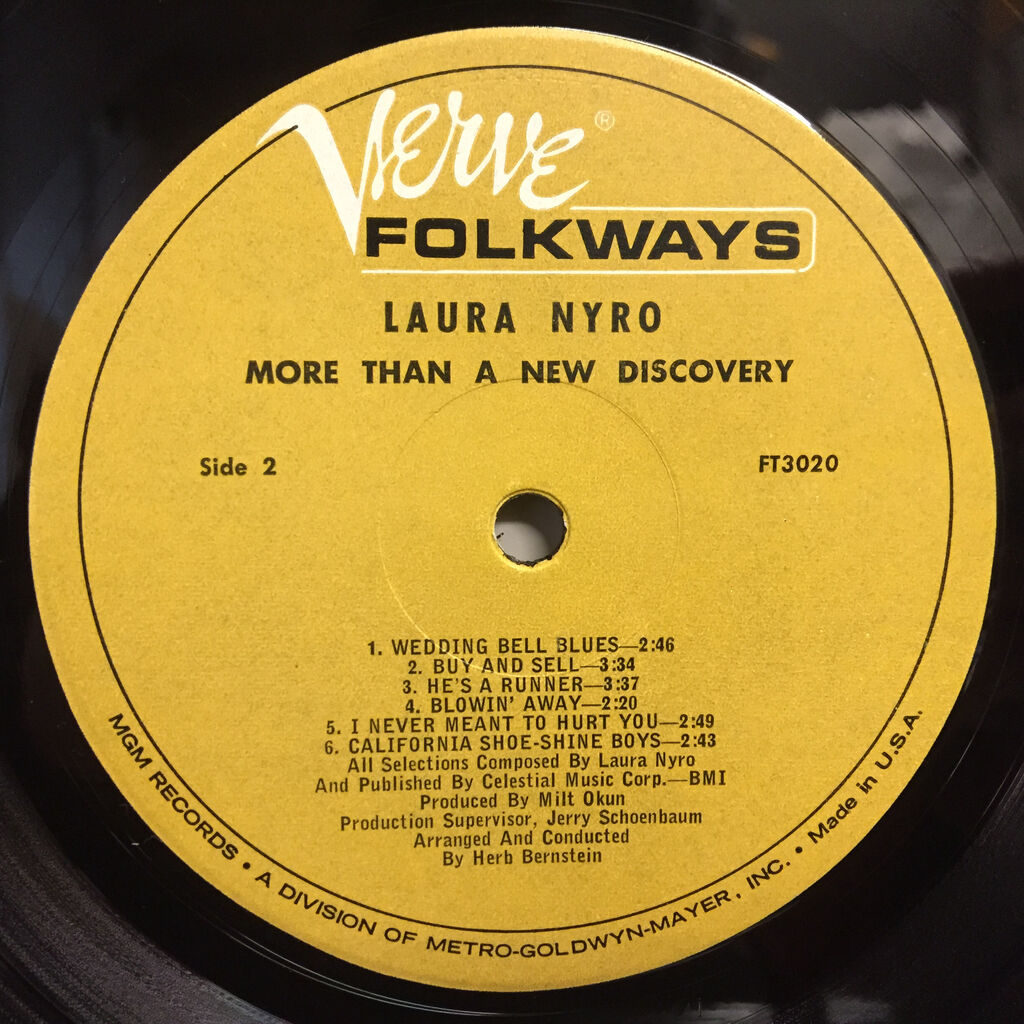 Verve ®
FOLKWAYS
LAURA NYRO
MORE THAN A NEW DISCOVERY
Side 2
FT3020
1. WEDDING BELL BLUES—2:46
2. BUY AND SELL—3:34
3. HE'S A RUNNER—3:37
4. BLOWIN' AWAY—2:20
5. I NEVER MEANT TO HURT YOU—2:49
6. CALIFORNIA SHOE-SHINE BOYS—2:43
All Selections Composed By Laura Nyro
And Published By Celestial Music Corp.—BMI
Produced By Milt Okun
Production Supervisor, Jerry Schoenbaum
Arranged And Conducted
By Herb Bernstein
MGM RECORDS • A DIVISION OF METRO-GOLDWYN-MAYER, INC. • Made in U.S.A.